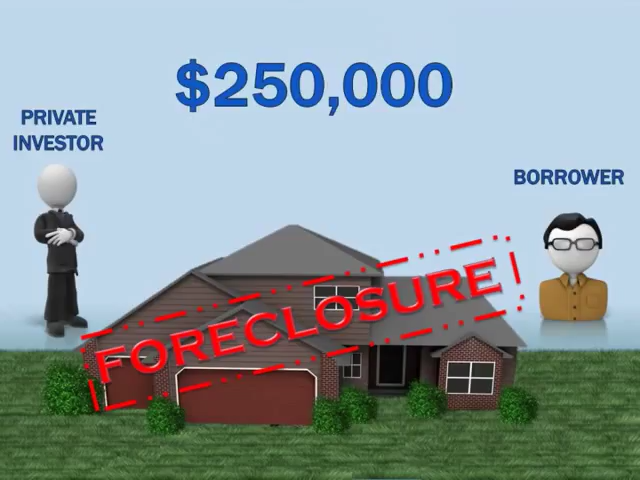 $250,000
PRIVATE
INVESTOR
BORROWER
FORECLOSURE